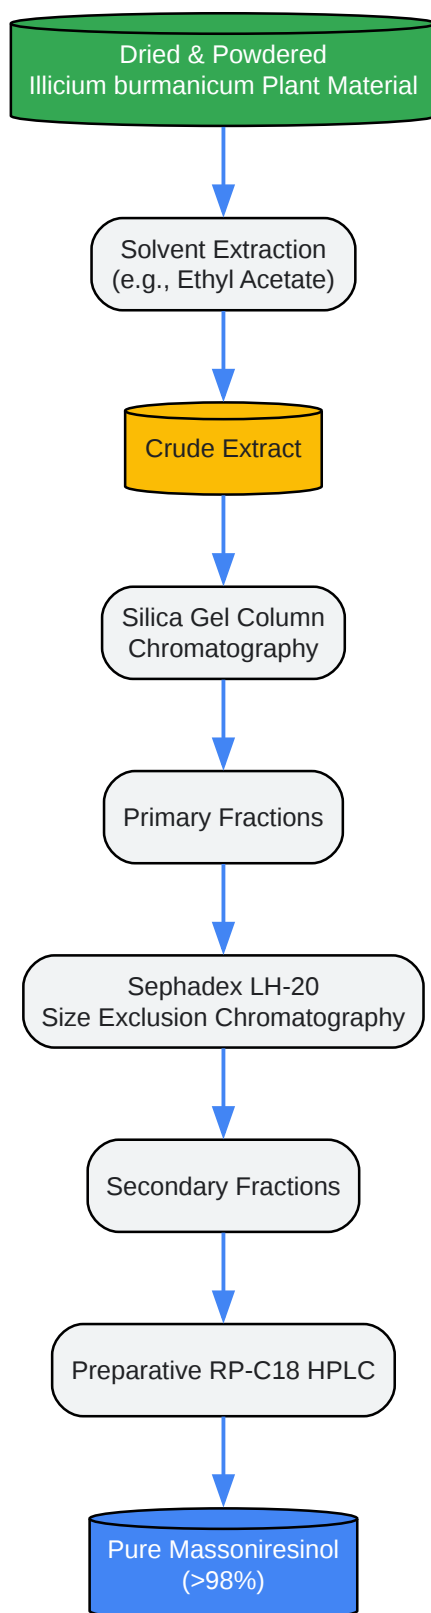 Dried & Powdered
Illicium burmanicum Plant Material
Solvent Extraction
(e.g., Ethyl Acetate)
Crude Extract
Silica Gel Column
Chromatography
Primary Fractions
Sephadex LH-20
Size Exclusion Chromatography
Secondary Fractions
Preparative RP-C18 HPLC
Pure Massoniresinol
(>98%)